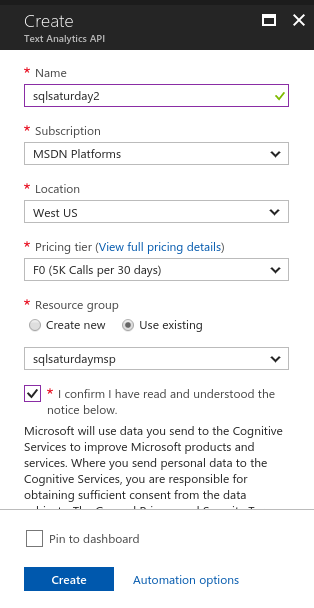 Create
Text Analytics API
* Name
sqlsaturday2
* Subscription
MSDN Platforms
* Location
West US
* Pricing tier (View full pricing details)
F0 (5K Calls per 30 days)
* Resource group
Create new Use existing
sqlsaturdaymsp
* I confirm I have read and understood the
notice below.
Microsoft will use data you send to the Cognitive
Services to improve Microsoft products and
services. Where you send personal data to the
Cognitive Services, you are responsible for
obtaining sufficient consent from the data
Pin to dashboard
Create Automation options